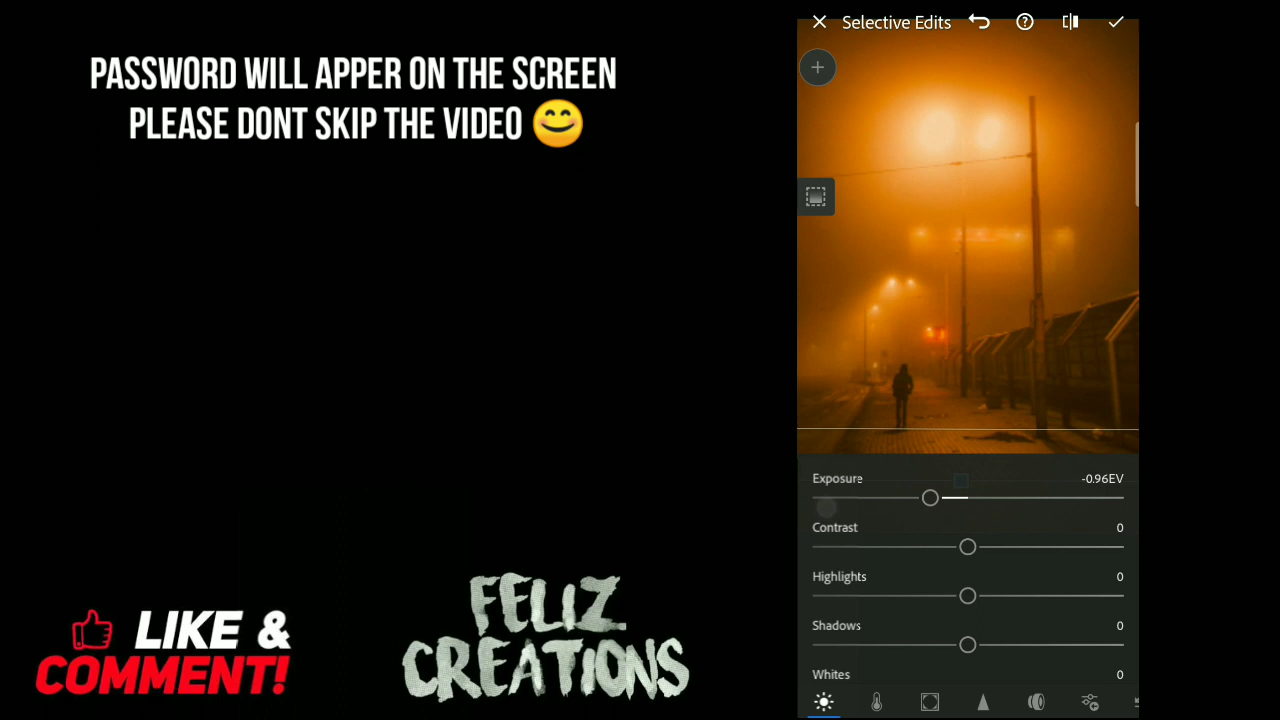 PASSWORD WILL APPER ON THE SCREEN
PLEASE DONT SKIP THE VIDEO 😊
LIKE &
COMMENT!
FELIZ
CREATIONS
Selective Edits
Exposure -0.96EV
Contrast 0
Highlights 0
Shadows 0
Whites 0